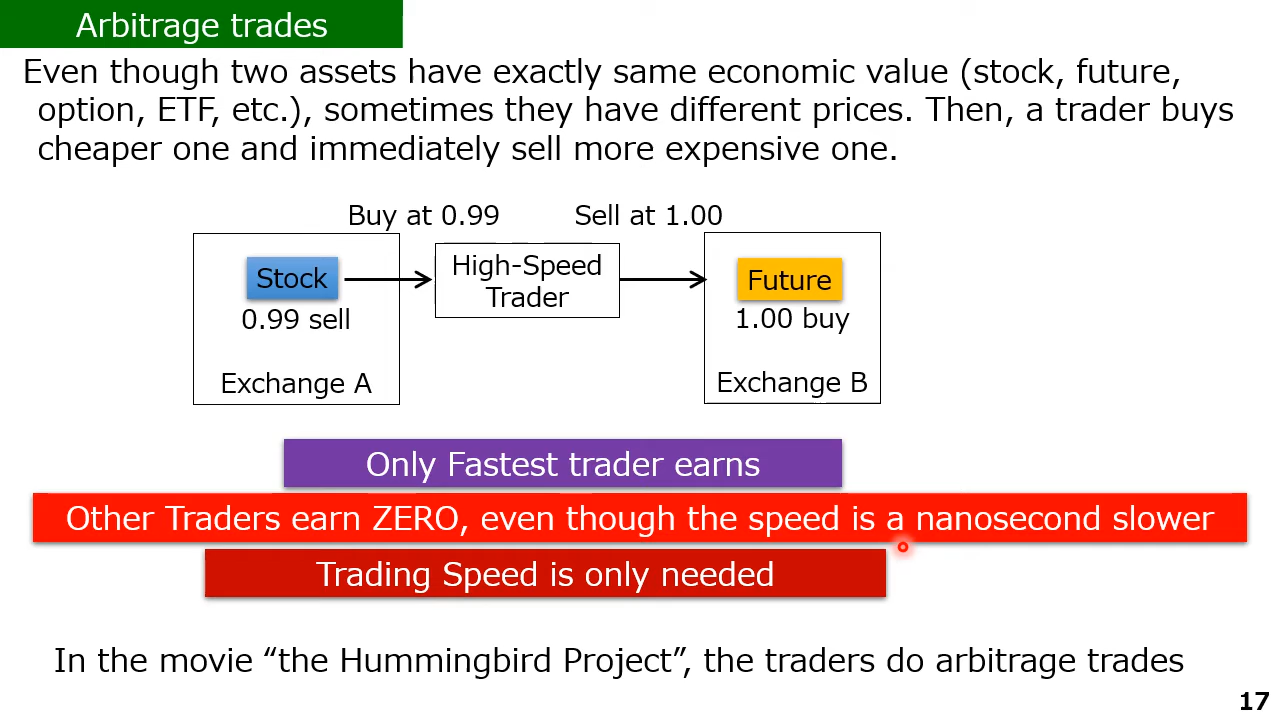 Arbitrage trades
Even though two assets have exactly same economic value (stock, future,
option, ETF, etc.), sometimes they have different prices. Then, a trader buys
cheaper one and immediately sell more expensive one.
Buy at 0.99
Sell at 1.00
Stock
0.99 sell
Exchange A
High-Speed
Trader
Future
1.00 buy
Exchange B
Only Fastest trader earns
Other Traders earn ZERO, even though the speed is a nanosecond slower
Trading Speed is only needed
In the movie “the Hummingbird Project”, the traders do arbitrage trades
17